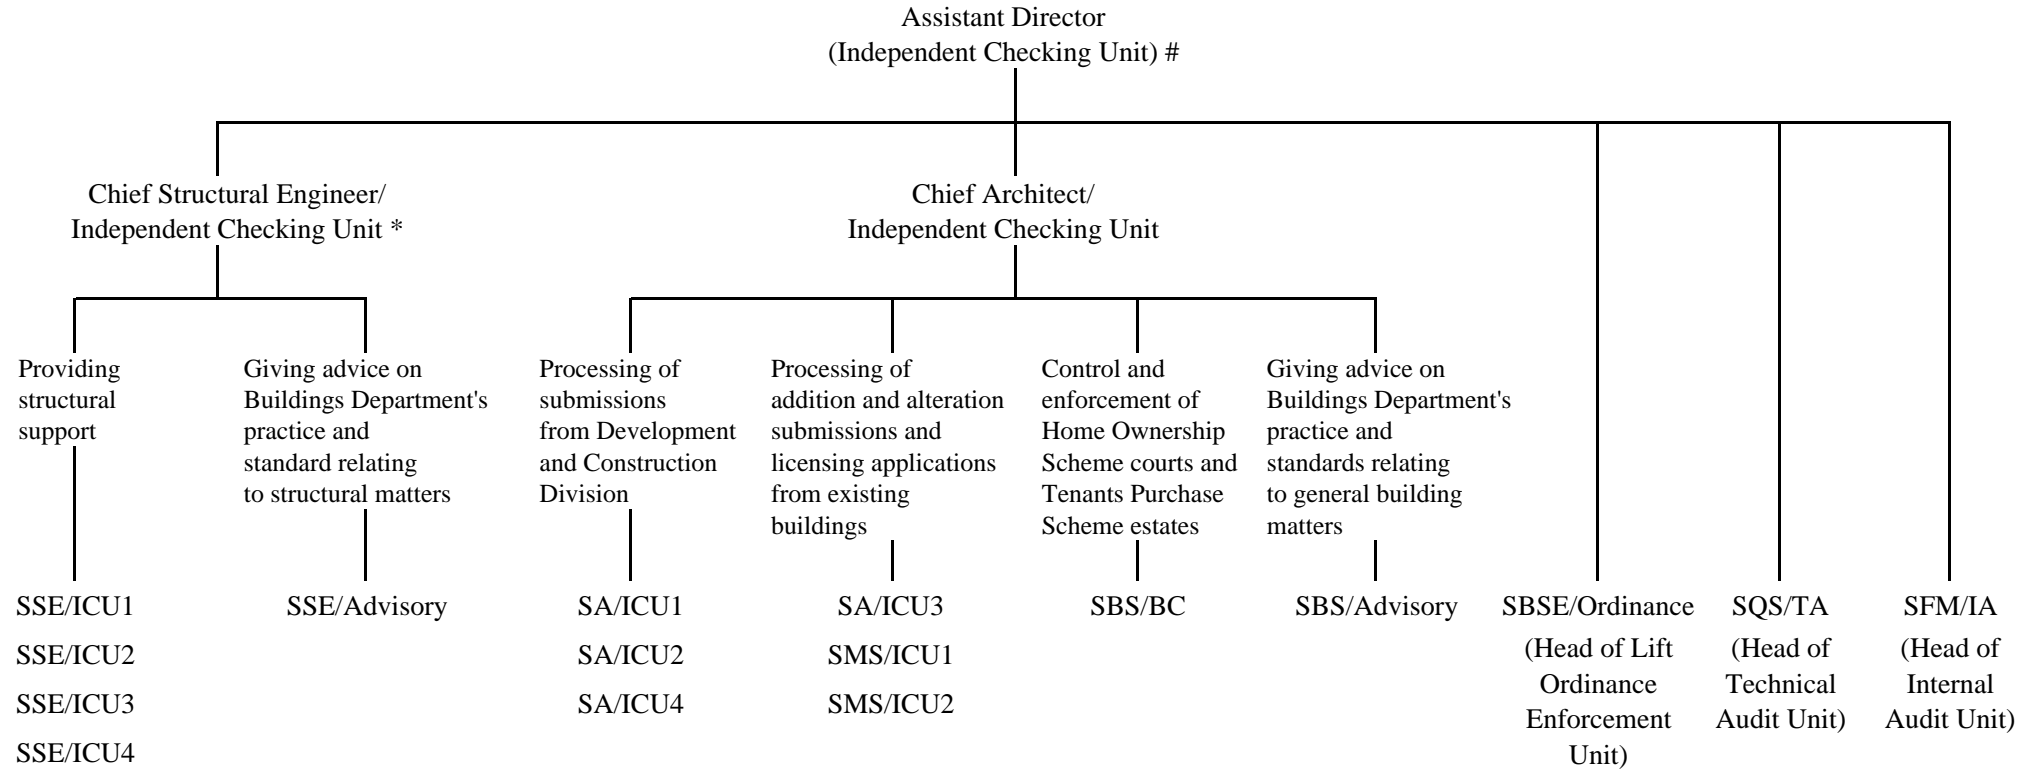 Assistant Director
(Independent Checking Unit) #
Chief Structural Engineer/
Independent Checking Unit *
Chief Architect/
Independent Checking Unit
Providing
structural
support
Giving advice on
Buildings Department's
practice and
standard relating
to structural matters
Processing of
submissions
from Development
and Construction
Division
Processing of
addition and alteration
submissions and
licensing applications
from existing
buildings
Control and
enforcement of
Home Ownership
Scheme courts and
Tenants Purchase
Scheme estates
Giving advice on
Buildings Department's
practice and
standards relating
to general building
matters
SSE/ICU1
SSE/ICU2
SSE/ICU3
SSE/ICU4
SSE/Advisory
SA/ICU1
SA/ICU2
SA/ICU4
SA/ICU3
SMS/ICU1
SMS/ICU2
SBS/BC
SBS/Advisory
SBSE/Ordinance
(Head of Lift
Ordinance
Enforcement
Unit)
SQS/TA
(Head of
Technical
Audit Unit)
SFM/IA
(Head of
Internal
Audit Unit)